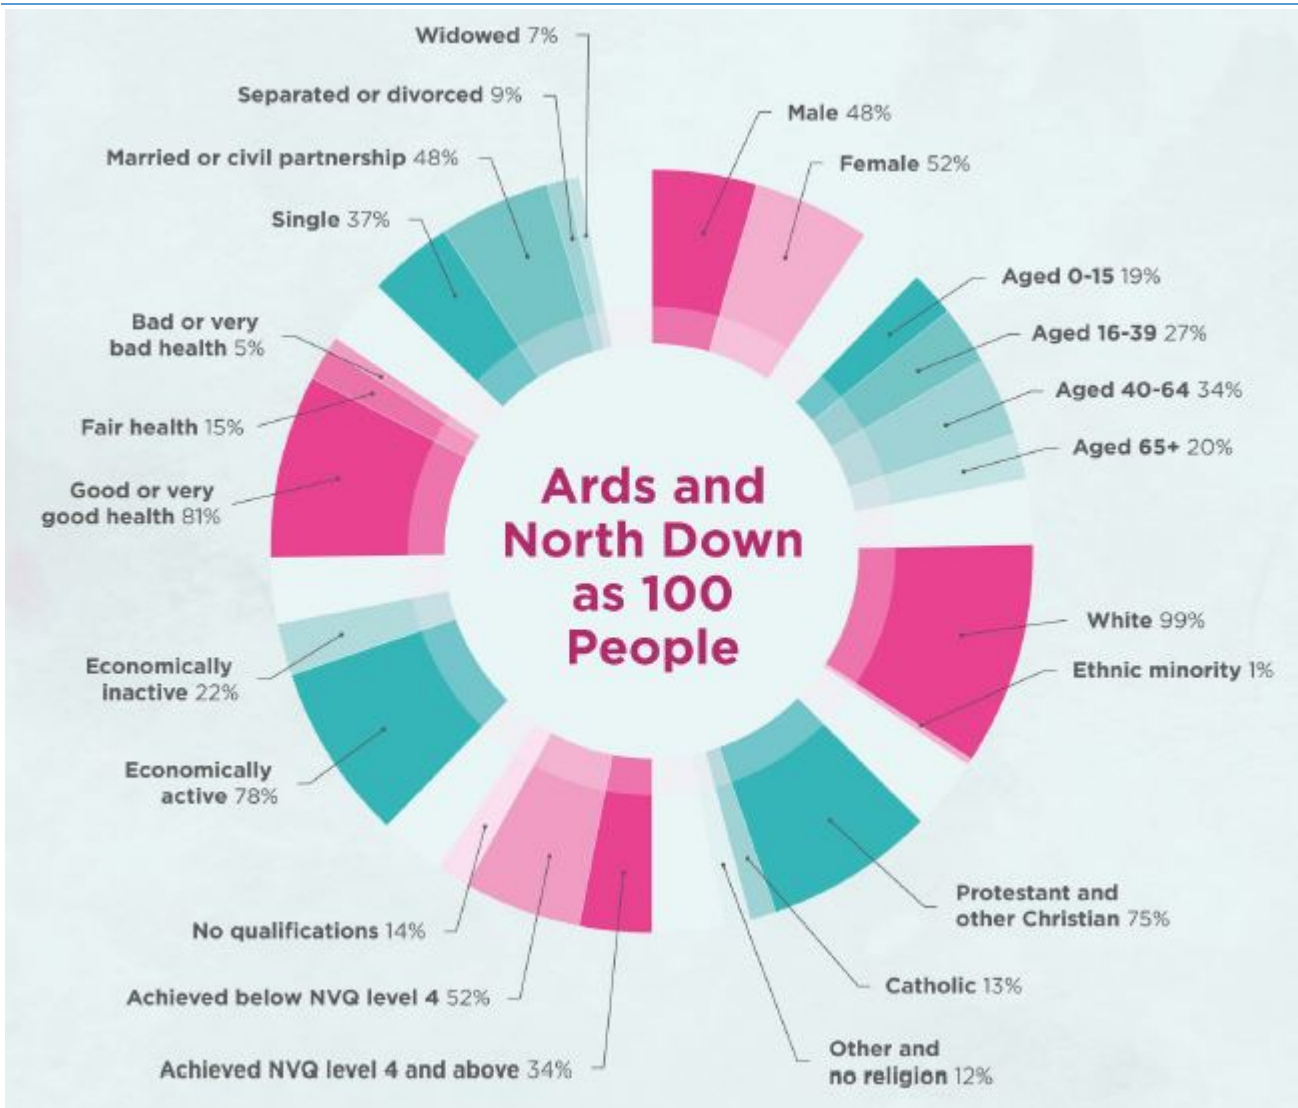 Ards and
North Down
as 100
People
Male 48%
Female 52%
Aged 0-15 19%
Aged 16-39 27%
Aged 40-64 34%
Aged 65+ 20%
White 99%
Ethnic minority 1%
Protestant and
other Christian 75%
Catholic 13%
Other and
no religion 12%
Achieved NVQ level 4 and above 34%
Achieved below NVQ level 4 52%
No qualifications 14%
Economically
active 78%
Economically
inactive 22%
Good or very
good health 81%
Fair health 15%
Bad or very
bad health 5%
Single 37%
Married or civil partnership 48%
Separated or divorced 9%
Widowed 7%